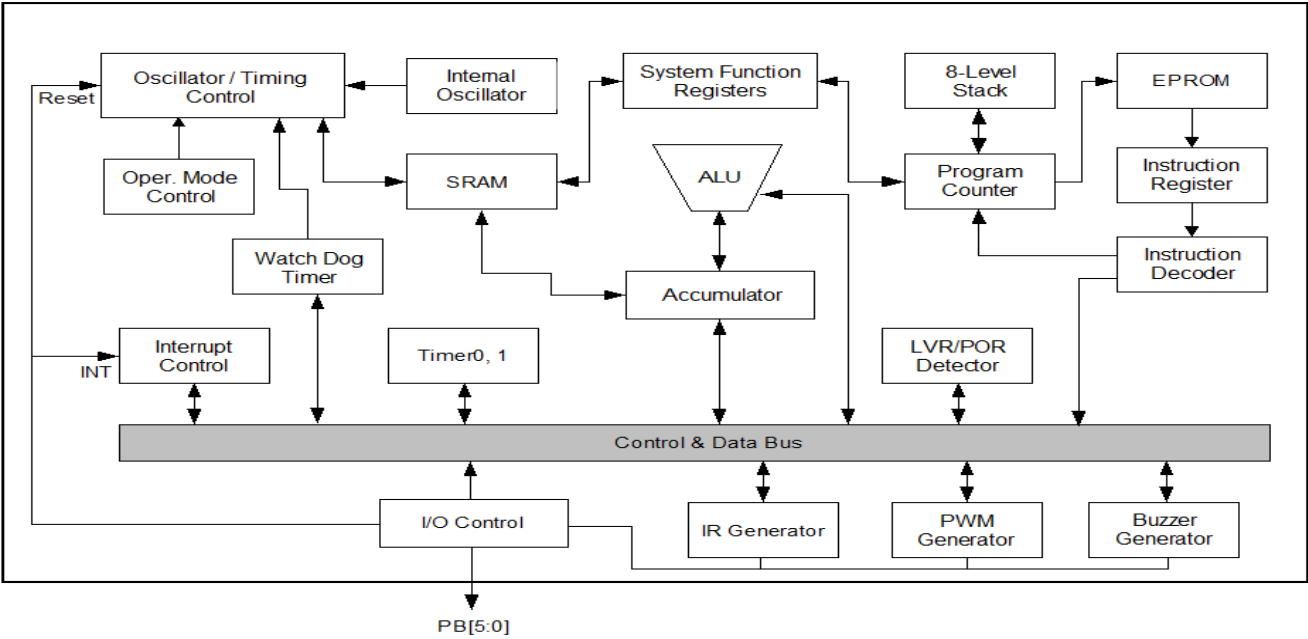 Oscillator / Timing
Control
Internal
Oscillator
System Function
Registers
8-Level
Stack
EPROM
Reset
Oper. Mode
Control
SRAM
ALU
Program
Counter
Instruction
Register
Watch Dog
Timer
Accumulator
Instruction
Decoder
Interrupt
Control
INT
Timer0, 1
LVR/POR
Detector
Control & Data Bus
I/O Control
IR Generator
PWM
Generator
Buzzer
Generator
PB[5:0]